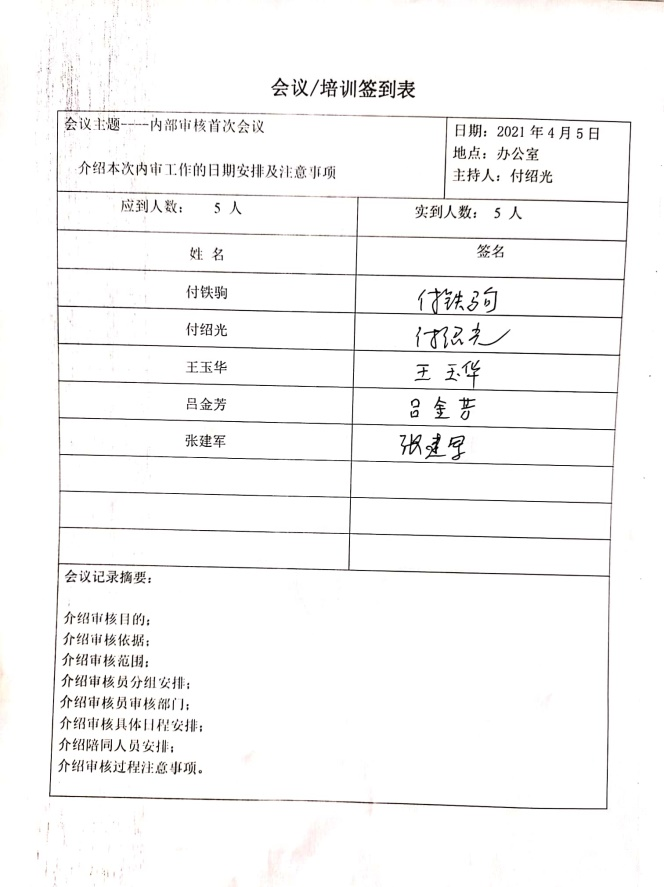 会议/培训签到表
会议主题----内部审核首次会议
介绍本次内审工作的日期安排及注意事项
日期：2021 年 4 月 5 日
地点：办公室
主持人：付绍光
应到人数： 5 人
实到人数： 5 人
姓 名
签名
付铁驹
付铁驹
付绍光
付绍光
王玉华
王玉华
吕金芳
吕金芳
张建军
张建军
会议记录摘要：
介绍审核目的；
介绍审核依据；
介绍审核范围；
介绍审核员分组安排；
介绍审核员审核部门；
介绍审核具体日程安排；
介绍陪同人员安排；
介绍审核过程注意事项。